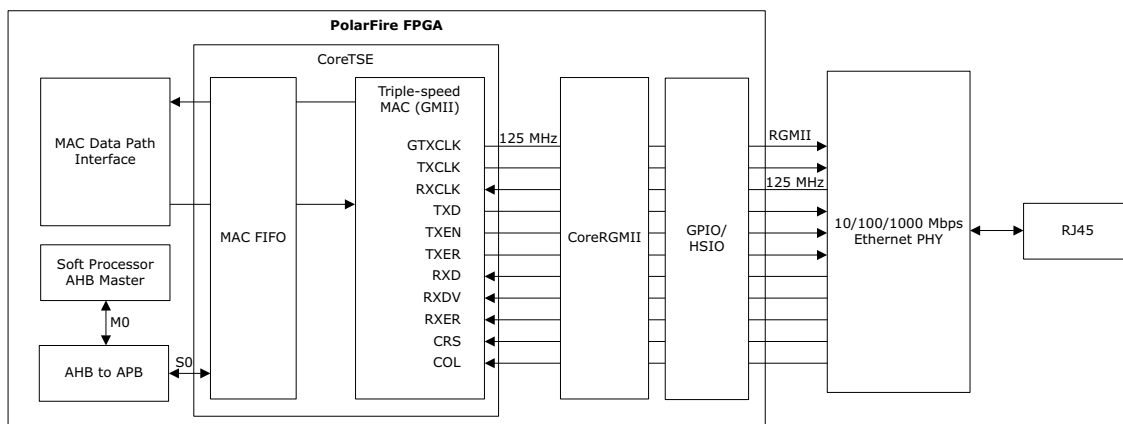 PolarFire FPGA
CoreTSE
MAC Data Path
Interface
Soft Processor
AHB Master
M0
AHB to APB
S0
MAC FIFO
Triple-speed
MAC (GMII)
GTXCLK
TXCLK
RXCLK
TXD
TXEN
TXER
RXD
RXDV
RXER
CRS
COL
125 MHz
CoreRGMII
GPIO/
HSIO
RGMII
125 MHz
10/100/1000 Mbps
Ethernet PHY
RJ45